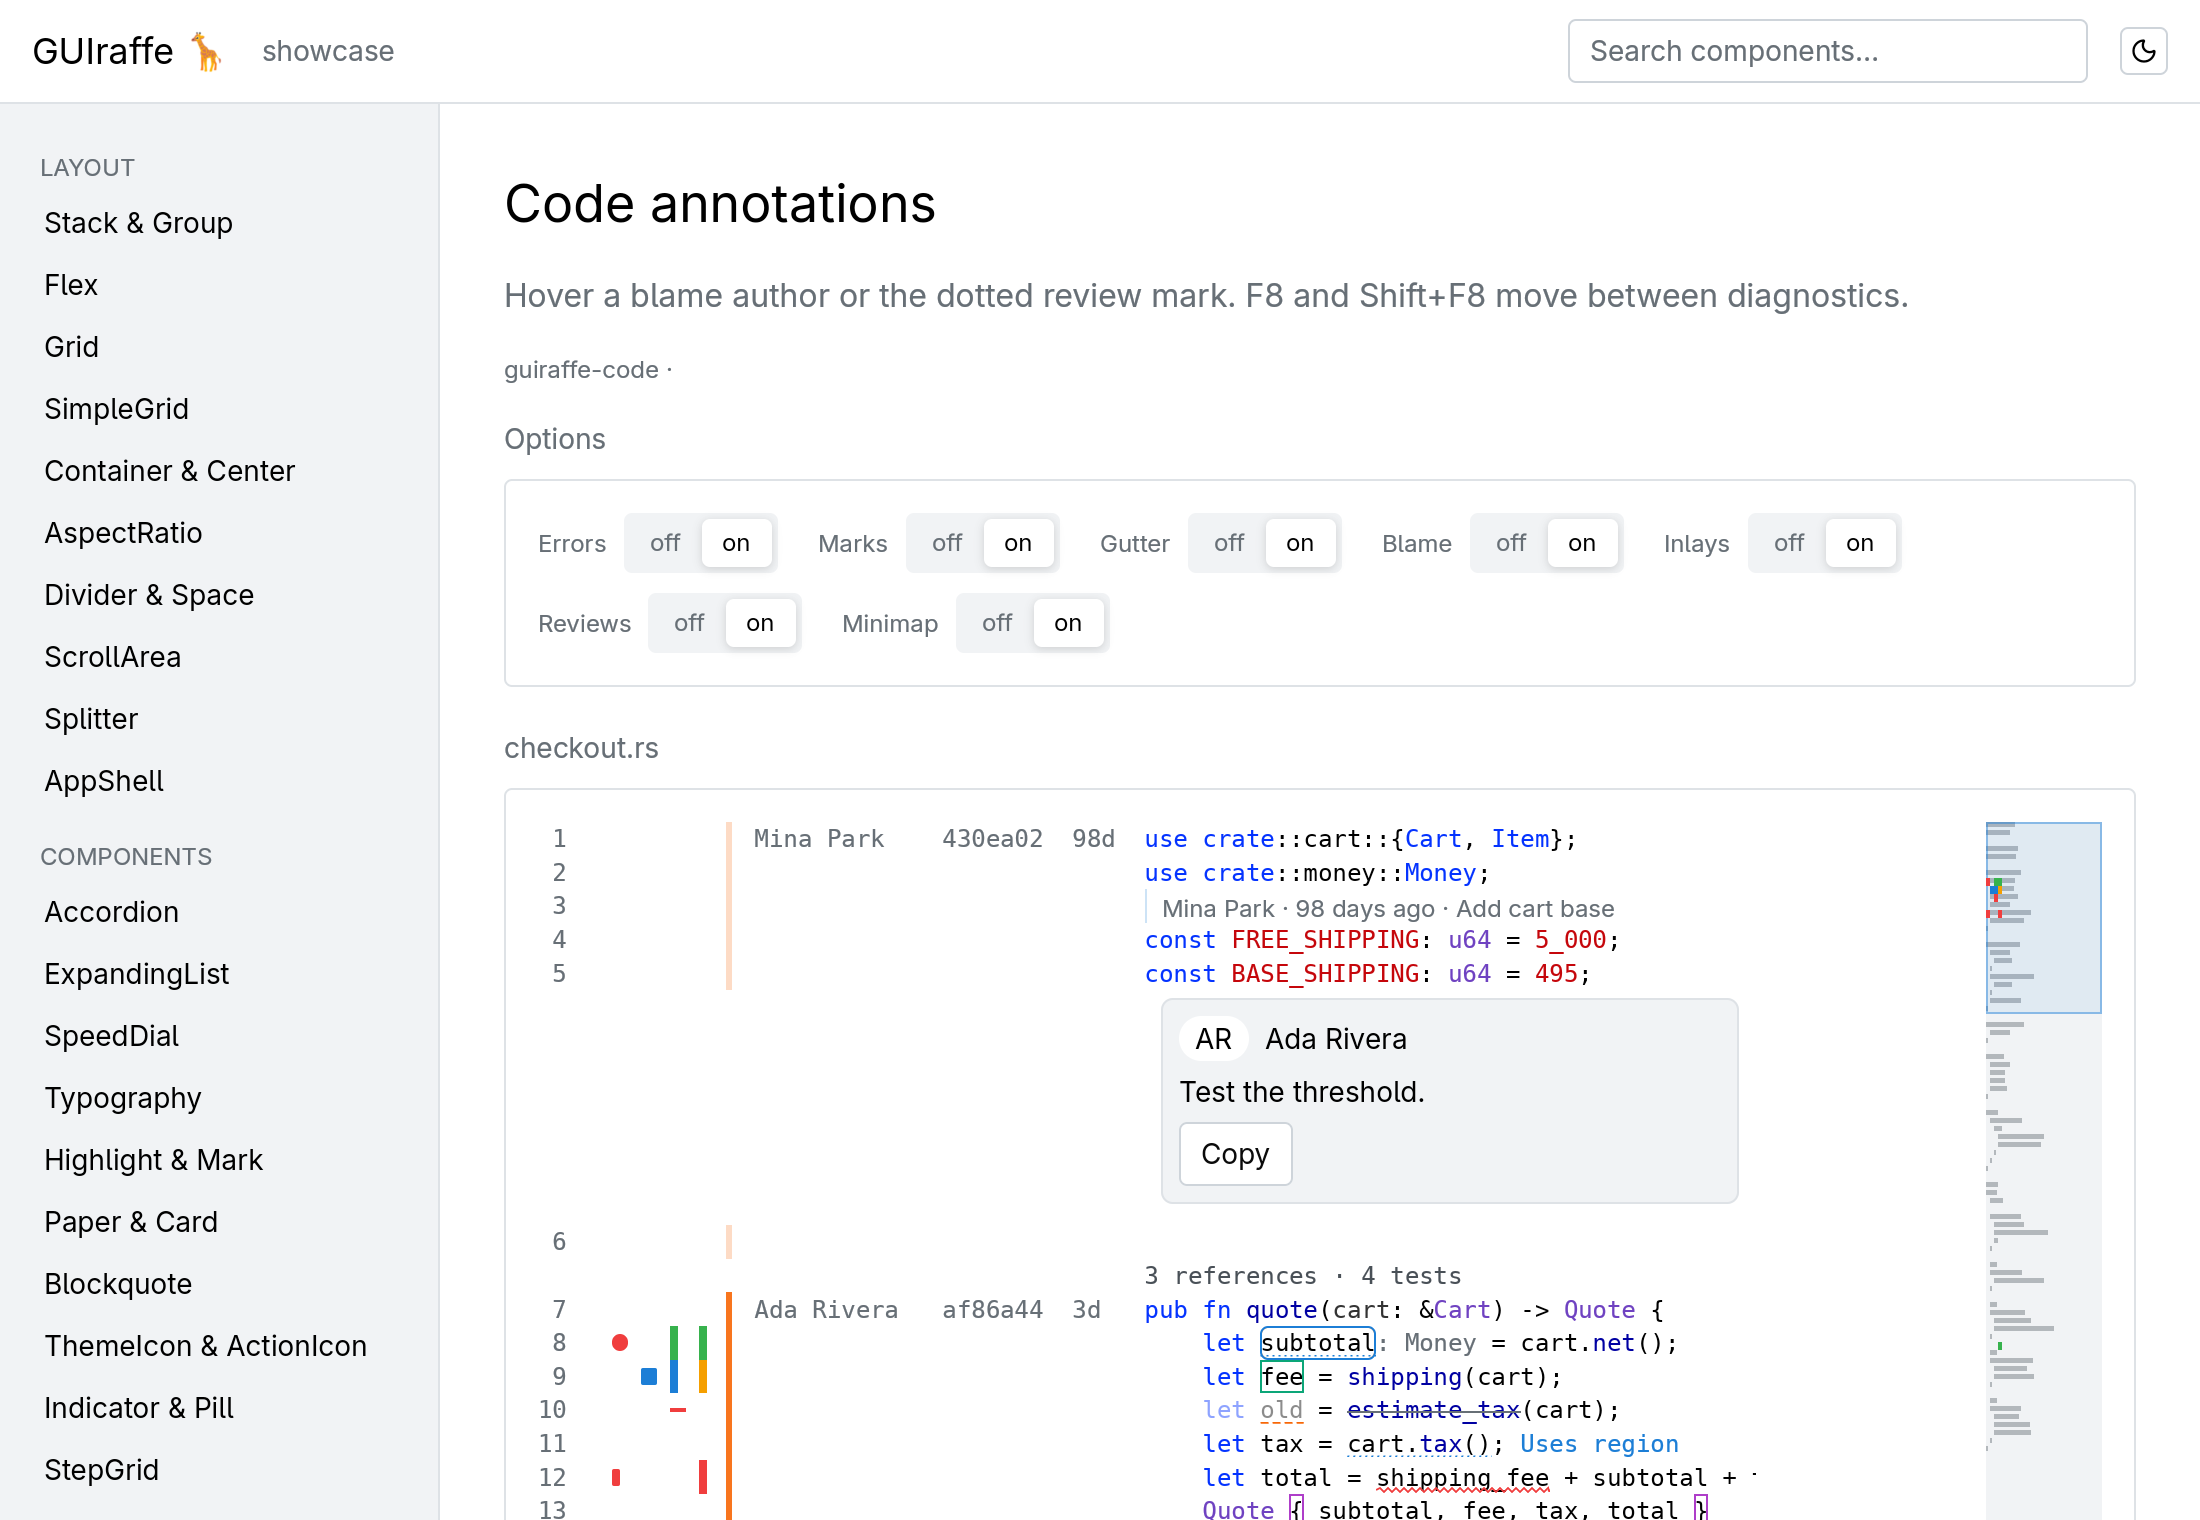 GUIraffe 🦒 showcase Search components...
LAYOUT
Stack & Group
Flex
Grid
SimpleGrid
Container & Center
AspectRatio
Divider & Space
ScrollArea
Splitter
AppShell
COMPONENTS
Accordion
ExpandingList
SpeedDial
Typography
Highlight & Mark
Paper & Card
Blockquote
ThemeIcon & ActionIcon
Indicator & Pill
StepGrid
Code annotations
Hover a blame author or the dotted review mark. F8 and Shift+F8 move between diagnostics.
guiraffe-code ·
Options
Errors off on Marks off on Gutter off on Blame off on Inlays off on
Reviews off on Minimap off on
checkout.rs
1 Mina Park 430ea02 98d use crate::cart::{Cart, Item};
2 use crate::money::Money;
3 Mina Park · 98 days ago · Add cart base
4 const FREE_SHIPPING: u64 = 5_000;
5 const BASE_SHIPPING: u64 = 495;
AR Ada Rivera
Test the threshold.
Copy
6
3 references · 4 tests
7 Ada Rivera af86a44 3d pub fn quote(cart: &Cart) -> Quote {
8 let subtotal: Money = cart.net();
9 let fee = shipping(cart);
10 let old = estimate_tax(cart);
11 let tax = cart.tax(); Uses region
12 let total = shipping_fee + subtotal +
13 Quote { subtotal, fee, tax, total }